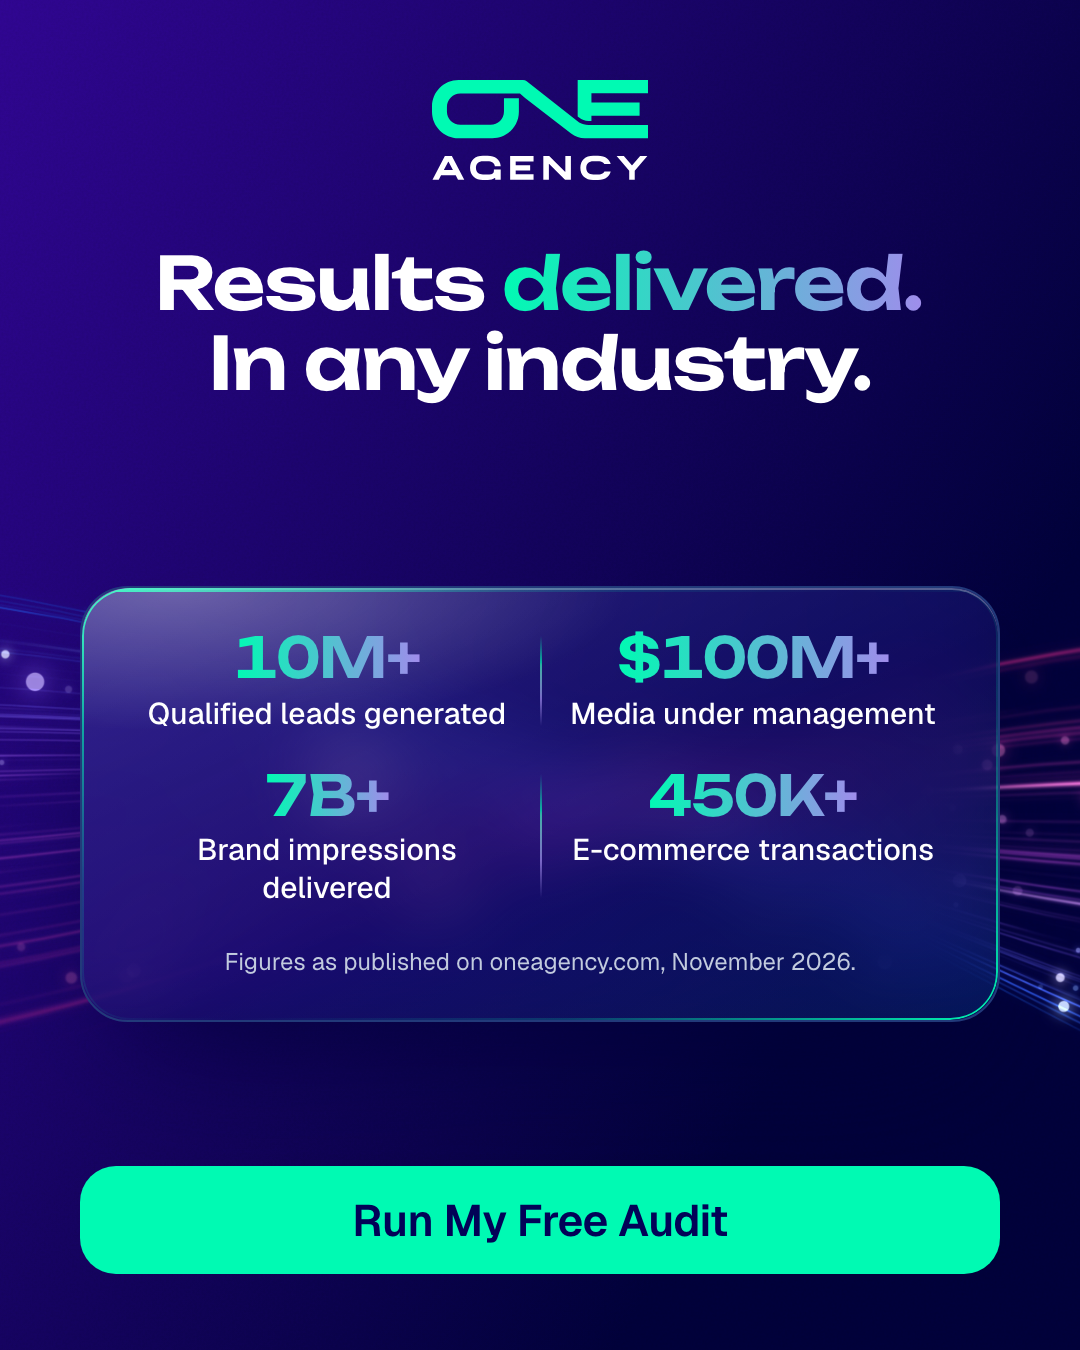 ONE
AGENCY
Results delivered.
In any industry.
10M+
Qualified leads generated
$100M+
Media under management
7B+
Brand impressions
delivered
450K+
E-commerce transactions
Figures as published on oneagency.com, November 2026.
Run My Free Audit